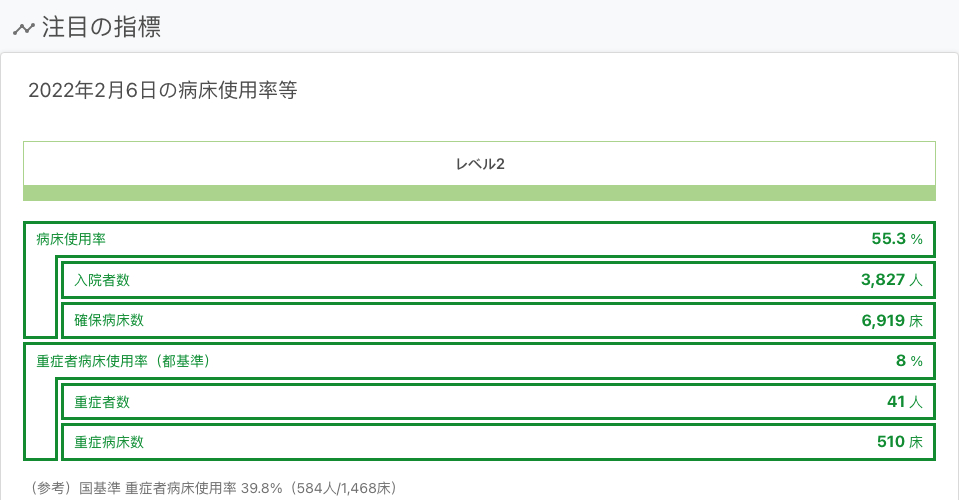 注目の指標
2022年2月6日の病床使用率等
レベル2
病床使用率 55.3 %
入院者数 3,827 人
確保病床数 6,919 床
重症者病床使用率（都基準） 8 %
重症者数 41 人
重症病床数 510 床
（参考）国基準 重症者病床使用率 39.8%（584人/1,468床）